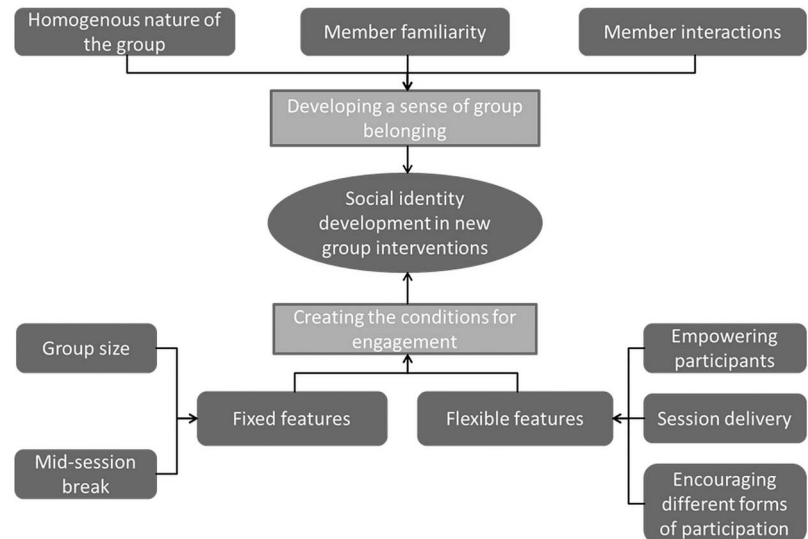 Homogenous nature of
the group
Member familiarity
Member interactions
Developing a sense of group
belonging
Social identity
development in new
group interventions
Creating the conditions for
engagement
Group size
Mid-session
break
Fixed features
Flexible features
Empowering
participants
Session delivery
Encouraging
different forms
of participation